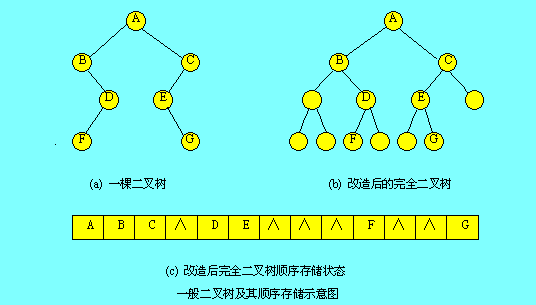 A A
B C B C
D E D E
F G F G
(a) 一棵二叉树 (b) 改造后的完全二叉树
A B C ∧ D E ∧ ∧ ∧ F ∧ ∧ G
(c) 改造后完全二叉树顺序存储状态
一般二叉树及其顺序存储示意图